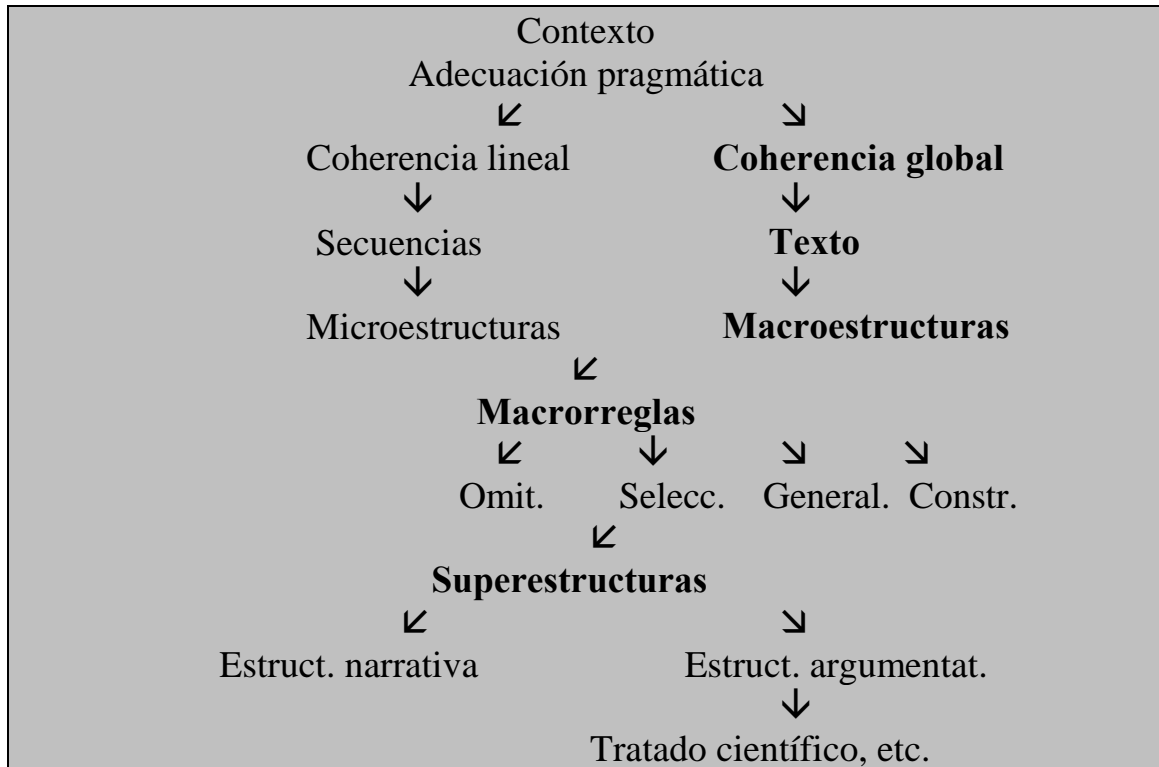 Contexto
Adecuación pragmática
↙ ↘
Coherencia lineal Coherencia global
↓ ↓
Secuencias Texto
↓ ↓
Microestructuras Macroestructuras
↙
Macrorreglas
↙ ↓ ↘ ↘
Omit. Selecc. General. Constr.
↙
Superestructuras
↙ ↘
Estruct. narrativa Estruct. argumentat.
↓
Tratado científico, etc.